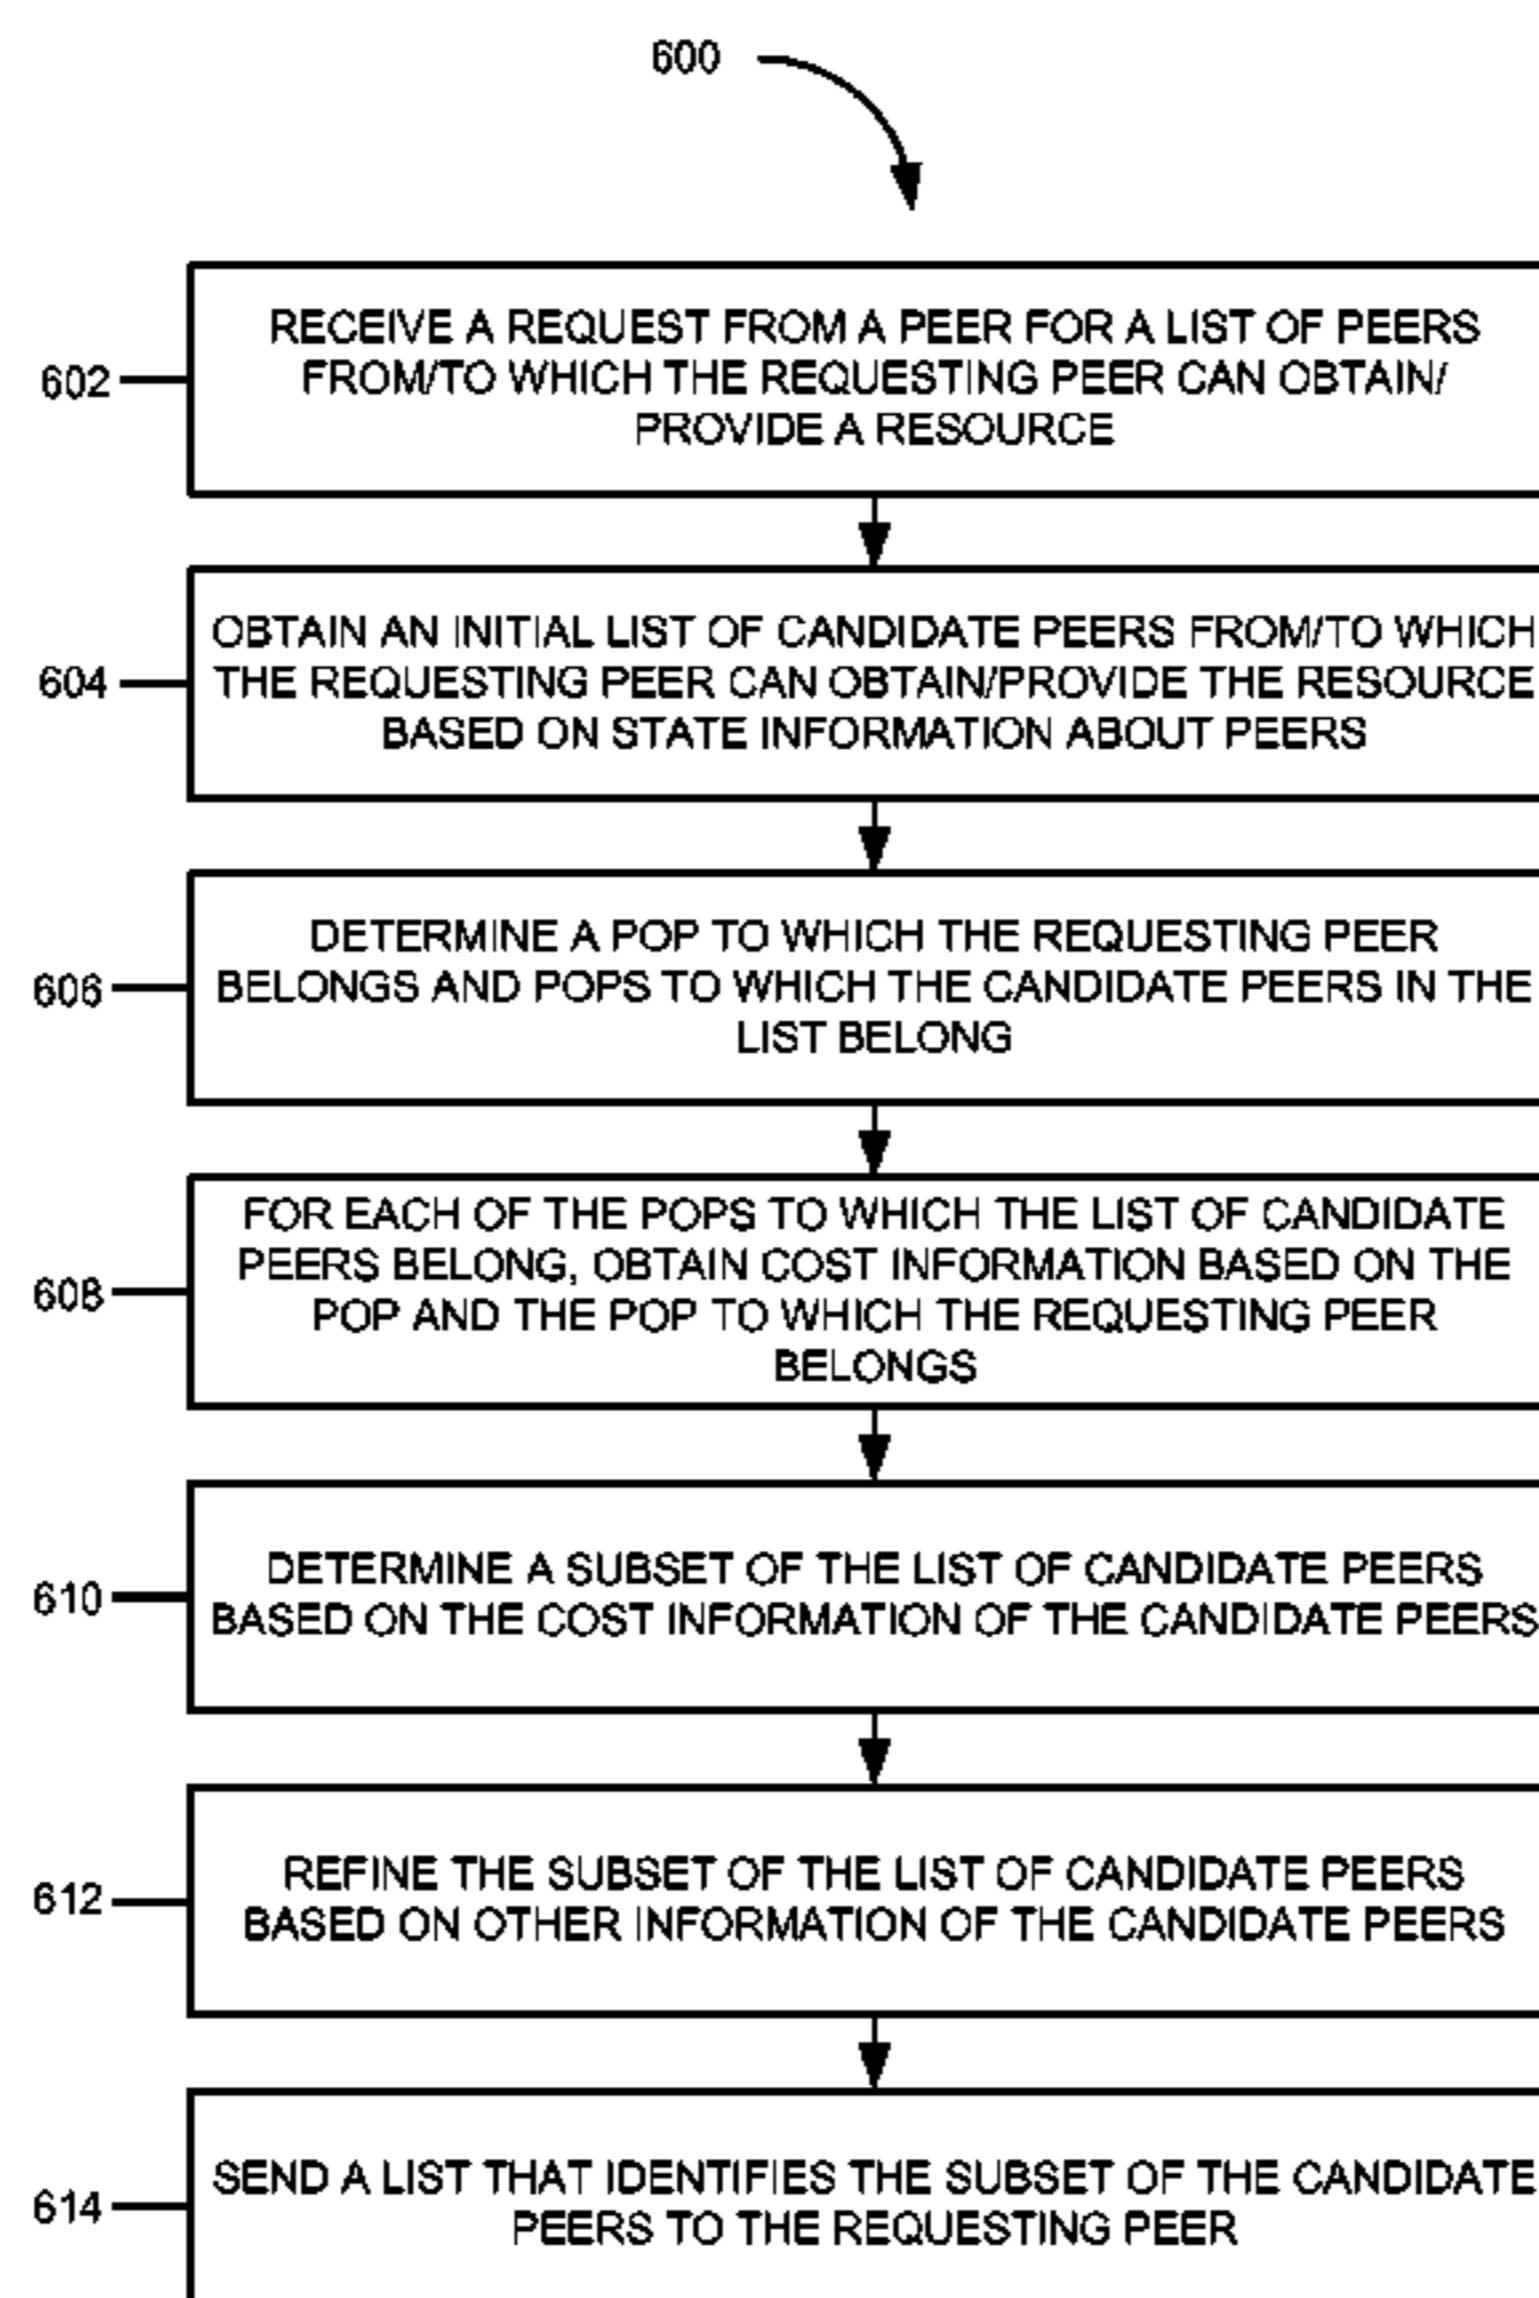 600
602
RECEIVE A REQUEST FROM A PEER FOR A LIST OF PEERS
FROM/TO WHICH THE REQUESTING PEER CAN OBTAIN/
PROVIDE A RESOURCE
604
OBTAIN AN INITIAL LIST OF CANDIDATE PEERS FROM/TO WHICH
THE REQUESTING PEER CAN OBTAIN/PROVIDE THE RESOURCE
BASED ON STATE INFORMATION ABOUT PEERS
606
DETERMINE A POP TO WHICH THE REQUESTING PEER
BELONGS AND POPS TO WHICH THE CANDIDATE PEERS IN THE
LIST BELONG
608
FOR EACH OF THE POPS TO WHICH THE LIST OF CANDIDATE
PEERS BELONG, OBTAIN COST INFORMATION BASED ON THE
POP AND THE POP TO WHICH THE REQUESTING PEER
BELONGS
610
DETERMINE A SUBSET OF THE LIST OF CANDIDATE PEERS
BASED ON THE COST INFORMATION OF THE CANDIDATE PEERS
612
REFINE THE SUBSET OF THE LIST OF CANDIDATE PEERS
BASED ON OTHER INFORMATION OF THE CANDIDATE PEERS
614
SEND A LIST THAT IDENTIFIES THE SUBSET OF THE CANDIDATE
PEERS TO THE REQUESTING PEER